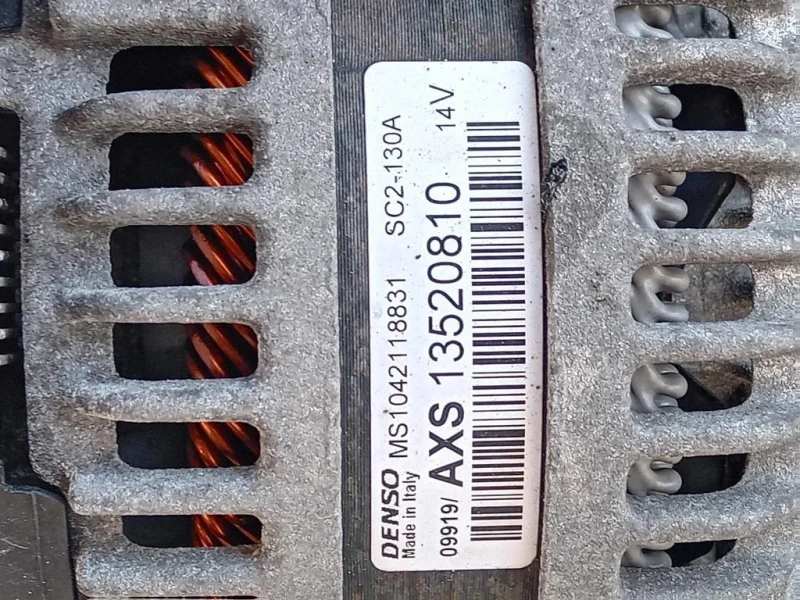 DENSO MS1042118831 SC2-130A
Made in Italy 14V
09919/ AXS 13520810